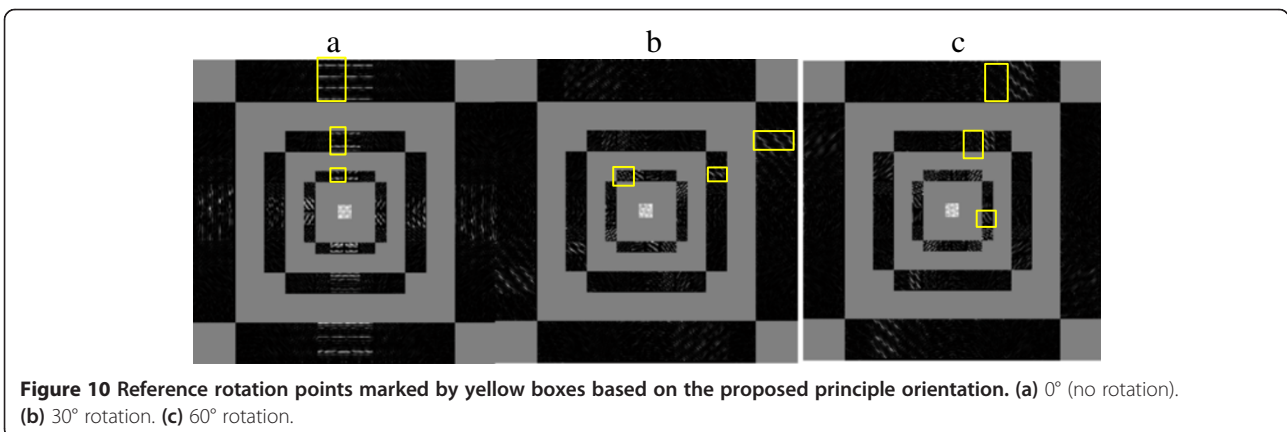 a b c
Figure 10 Reference rotation points marked by yellow boxes based on the proposed principle orientation. (a) 0° (no rotation).
(b) 30° rotation. (c) 60° rotation.